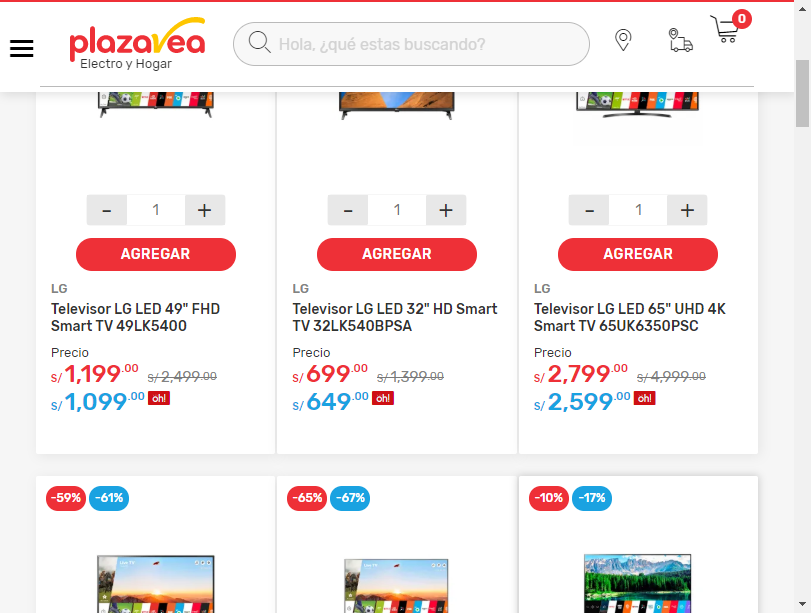 plazavea
Electro y Hogar
Hola, ¿qué estas buscando?
0
- 1 +
- 1 +
- 1 +
AGREGAR
AGREGAR
AGREGAR
LG
Televisor LG LED 49" FHD
Smart TV 49LK5400
Precio
S/ 1,199.00 S/ 2,499.00
S/ 1,099.00 oh!
LG
Televisor LG LED 32" HD Smart
TV 32LK540BPSA
Precio
S/ 699.00 S/ 1,399.00
S/ 649.00 oh!
LG
Televisor LG LED 65" UHD 4K
Smart TV 65UK6350PSC
Precio
S/ 2,799.00 S/ 4,999.00
S/ 2,599.00 oh!
-59% -61%
-65% -67%
-10% -17%